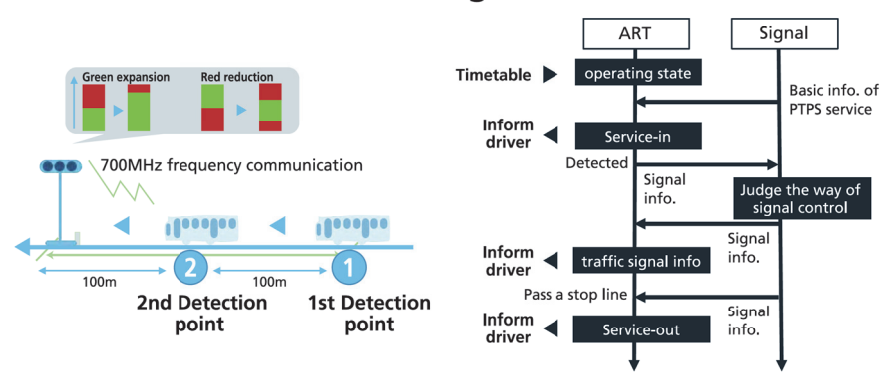 Green expansion
Red reduction
700MHz frequency communication
2
1
100m
100m
2nd Detection
point
1st Detection
point
ART
Signal
Timetable
operating state
Basic info. of
PTPS service
Inform
driver
Service-in
Detected
Signal
info.
Judge the way of
signal control
Signal
info.
Inform
driver
traffic signal info
Pass a stop line
Signal
info.
Inform
driver
Service-out